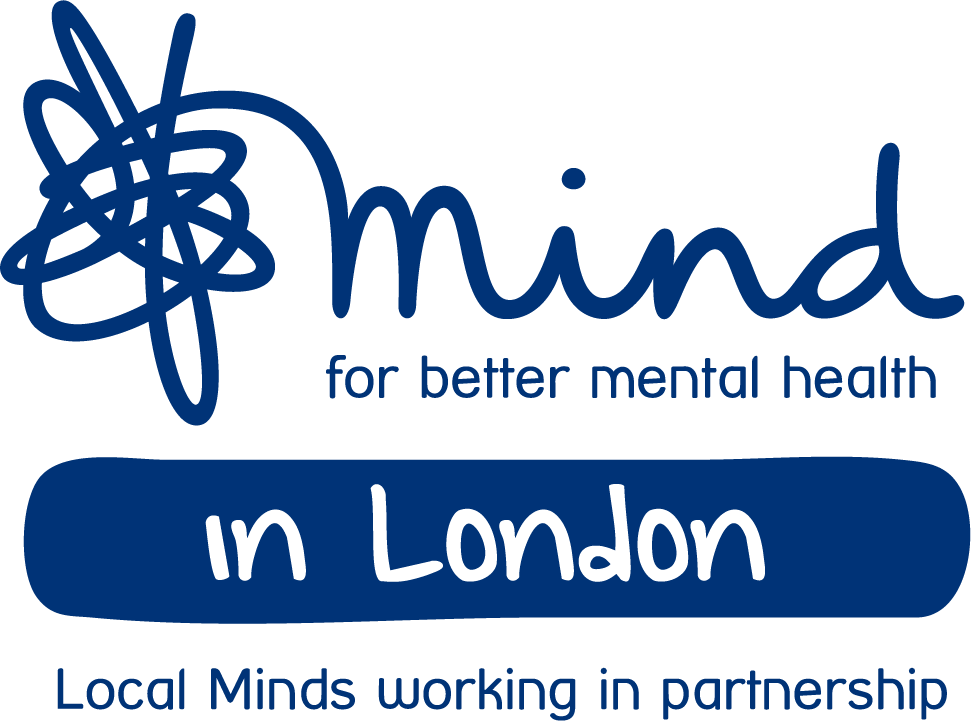 mind
for better mental health
in London
Local Minds working in partnership